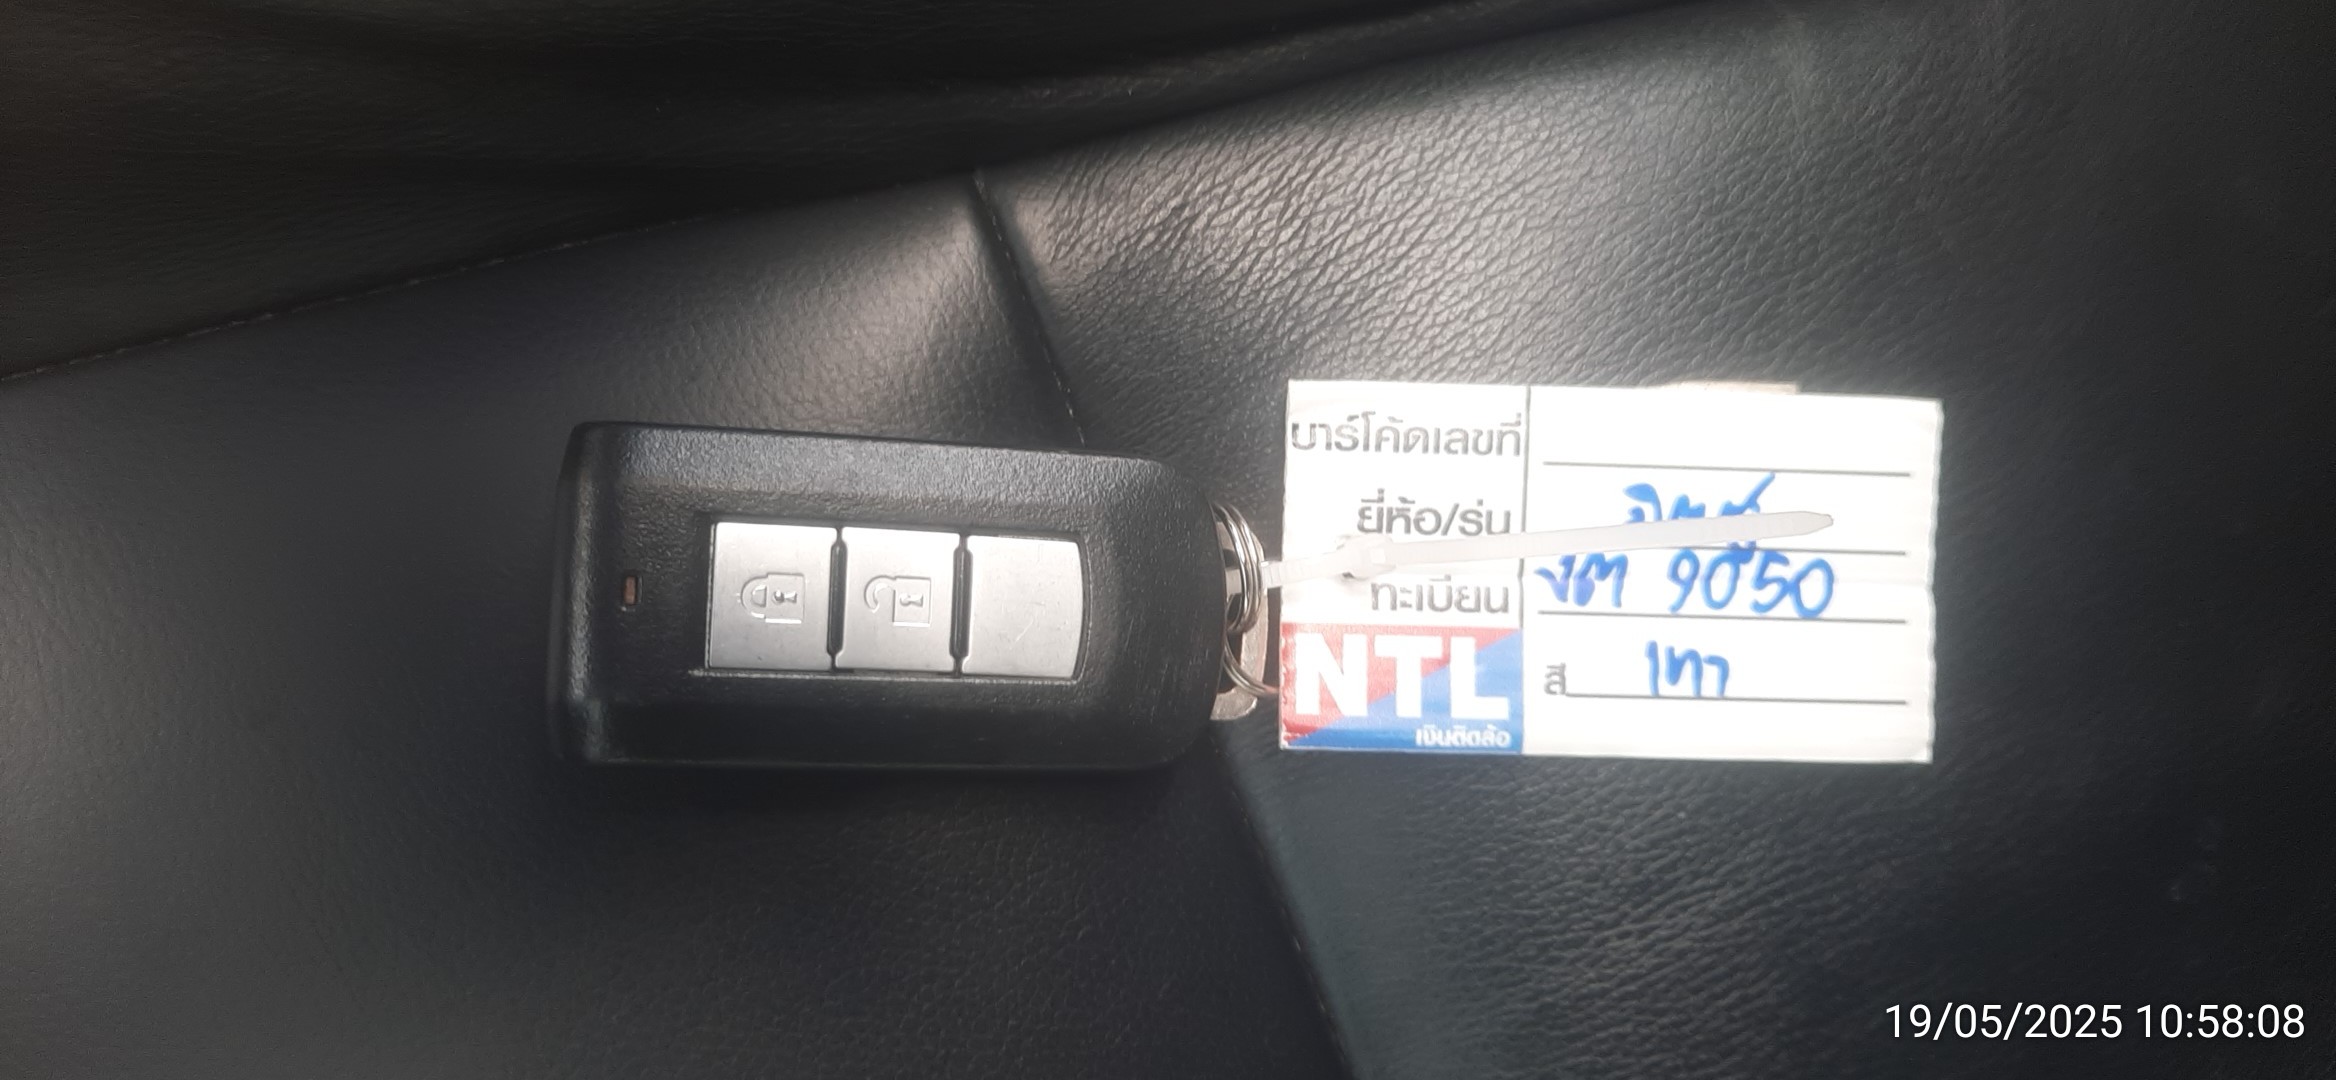 บาร์โค้ดเลขที่
ยี่ห้อ/รุ่น
ทะเบียน 9050
สี เทา
NTL
เงินติดล้อ
19/05/2025 10:58:08